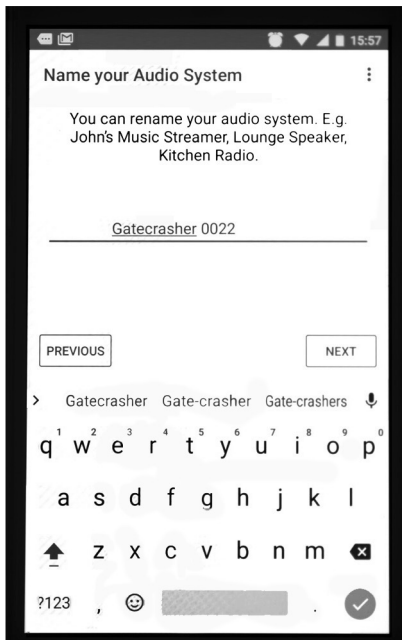 15:57
Name your Audio System
You can rename your audio system. E.g.
John's Music Streamer, Lounge Speaker,
Kitchen Radio.
Gatecrasher 0022
PREVIOUS
NEXT
Gatecrasher Gate-crasher Gate-crashers
1 2 3 4 5 6 7 8 9 0
q w e r t y u i o p
a s d f g h j k l
z x c v b n m
?123 , .